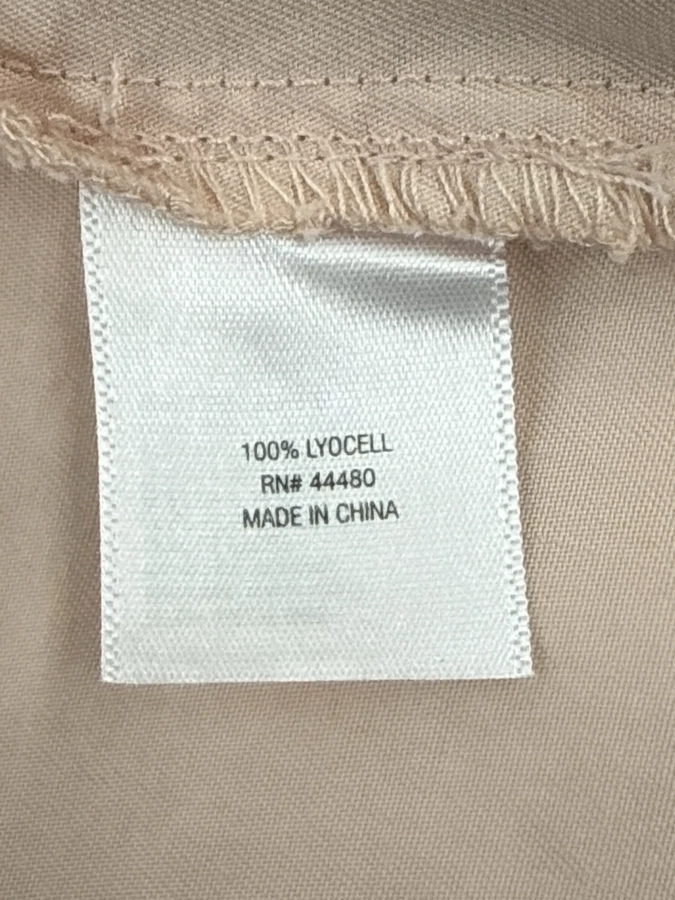 100% LYOCELL
RN# 44480
MADE IN CHINA